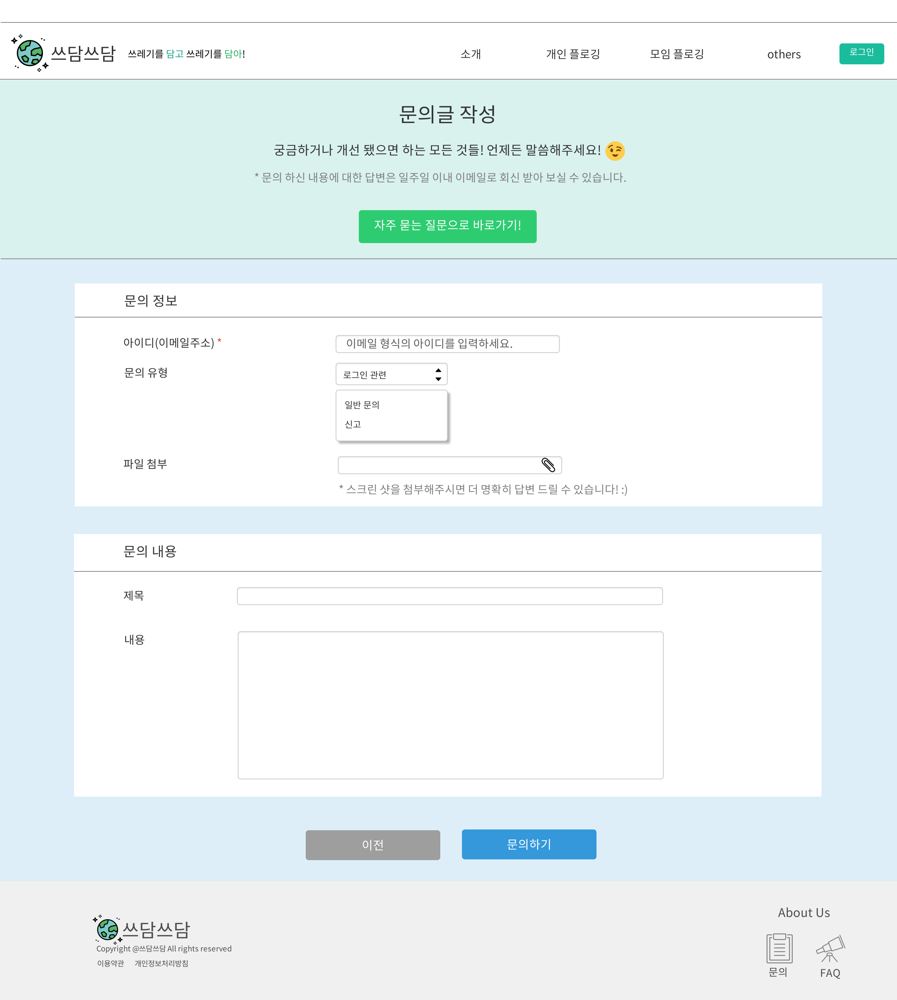 쓰담쓰담
쓰레기를 담고 쓰레기를 담아!
소개
개인 플로깅
모임 플로깅
others
로그인
문의글 작성
궁금하거나 개선 됐으면 하는 모든 것들! 언제든 말씀해주세요! 😉
* 문의 하신 내용에 대한 답변은 일주일 이내 이메일로 회신 받아 보실 수 있습니다.
자주 묻는 질문으로 바로가기!
문의 정보
아이디(이메일주소) *
이메일 형식의 아이디를 입력하세요.
문의 유형
로그인 관련
일반 문의
신고
파일 첨부
* 스크린 샷을 첨부해주시면 더 명확히 답변 드릴 수 있습니다! :)
문의 내용
제목
내용
이전
문의하기
쓰담쓰담
Copyright @쓰담쓰담 All rights reserved
이용약관
개인정보처리방침
About Us
문의
FAQ